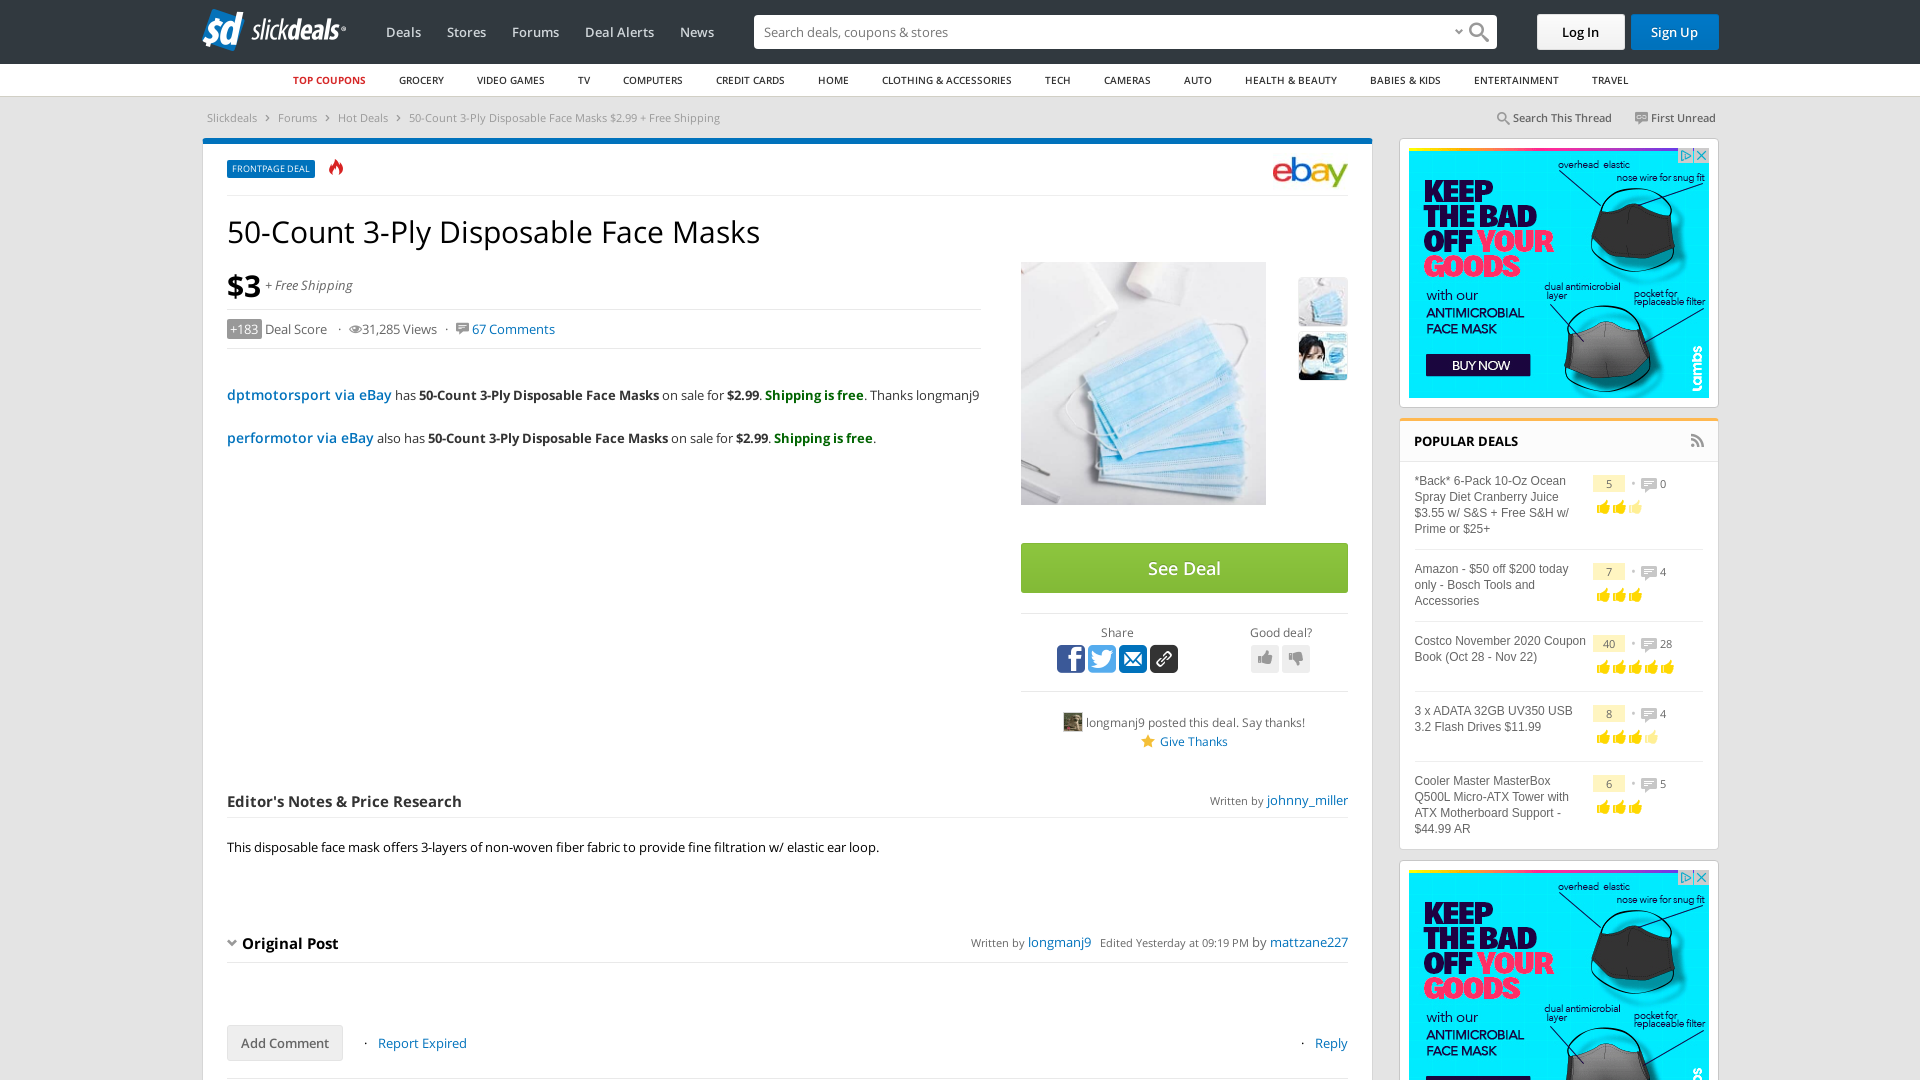 sd slickdeals
Deals
Stores
Forums
Deal Alerts
News
Search deals, coupons & stores
Log In
Sign Up
TOP COUPONS
GROCERY
VIDEO GAMES
TV
COMPUTERS
CREDIT CARDS
HOME
CLOTHING & ACCESSORIES
TECH
CAMERAS
AUTO
HEALTH & BEAUTY
BABIES & KIDS
ENTERTAINMENT
TRAVEL
Slickdeals › Forums › Hot Deals › 50-Count 3-Ply Disposable Face Masks $2.99 + Free Shipping
Search This Thread
First Unread
FRONTPAGE DEAL
ebay
50-Count 3-Ply Disposable Face Masks
$3 + Free Shipping
+183 Deal Score · 31,285 Views · 67 Comments
dptmotorsport via eBay has 50-Count 3-Ply Disposable Face Masks on sale for $2.99. Shipping is free. Thanks longmanj9
performotor via eBay also has 50-Count 3-Ply Disposable Face Masks on sale for $2.99. Shipping is free.
See Deal
Share
Good deal?
longmanj9 posted this deal. Say thanks!
Give Thanks
Editor's Notes & Price Research
Written by johnny_miller
This disposable face mask offers 3-layers of non-woven fiber fabric to provide fine filtration w/ elastic ear loop.
Original Post
Written by longmanj9 Edited Yesterday at 09:19 PM by mattzane227
Add Comment
· Report Expired
· Reply
overhead elastic
nose wire for snug fit
KEEP
THE BAD
OFF YOUR
GOODS
dual antimicrobial
layer
pocket for
replaceable filter
with our
ANTIMICROBIAL
FACE MASK
BUY NOW
Lambs
POPULAR DEALS
*Back* 6-Pack 10-Oz Ocean
Spray Diet Cranberry Juice
$3.55 w/ S&S + Free S&H w/
Prime or $25+
5 • 0
Amazon - $50 off $200 today
only - Bosch Tools and
Accessories
7 • 4
Costco November 2020 Coupon
Book (Oct 28 - Nov 22)
40 • 28
3 x ADATA 32GB UV350 USB
3.2 Flash Drives $11.99
8 • 4
Cooler Master MasterBox
Q500L Micro-ATX Tower with
ATX Motherboard Support -
$44.99 AR
6 • 5
overhead elastic
nose wire for snug fit
KEEP
THE BAD
OFF YOUR
GOODS
dual antimicrobial
layer
pocket for
replaceable filter
with our
ANTIMICROBIAL
FACE MASK